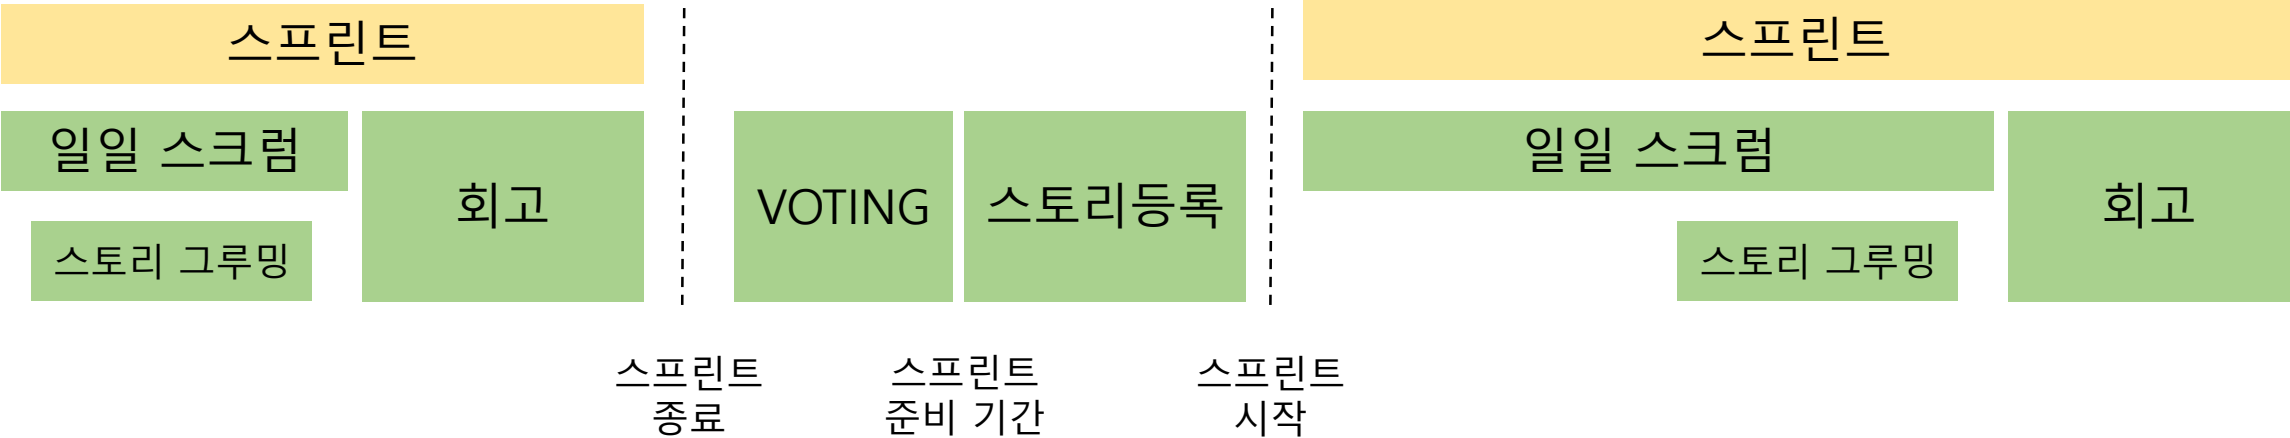 스프린트
스프린트
일일 스크럼
회고
VOTING
스토리등록
일일 스크럼
회고
스토리 그루밍
스토리 그루밍
스프린트
종료
스프린트
준비 기간
스프린트
시작